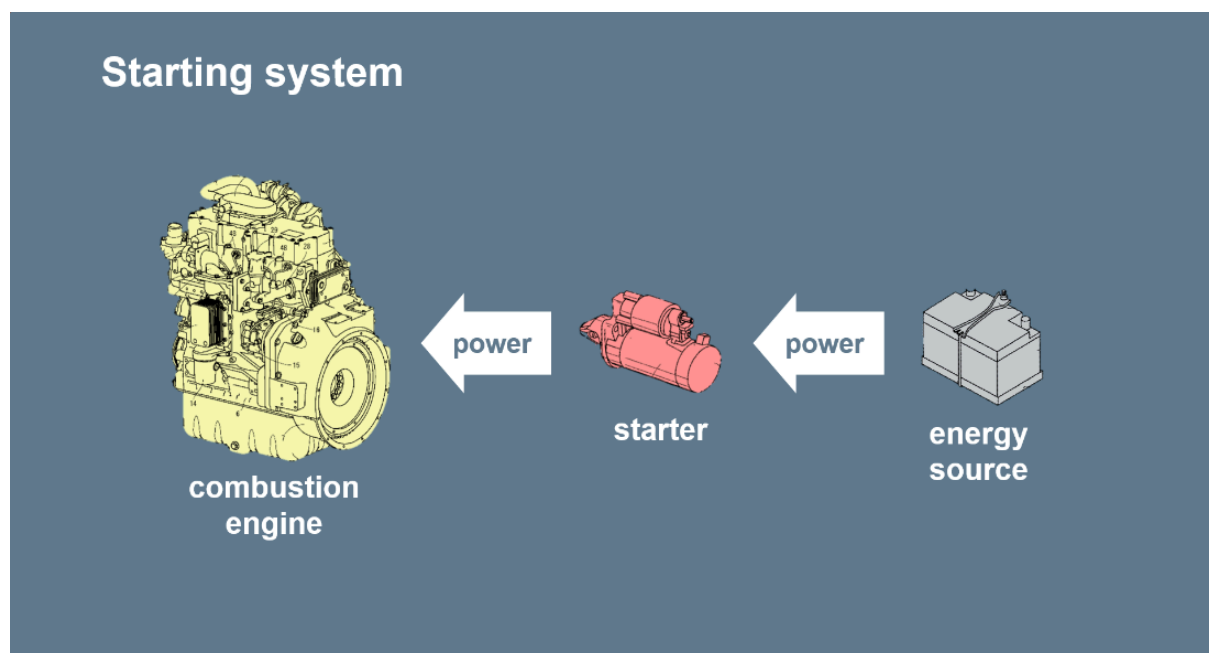 Starting system
power
power
starter
energy
source
combustion
engine